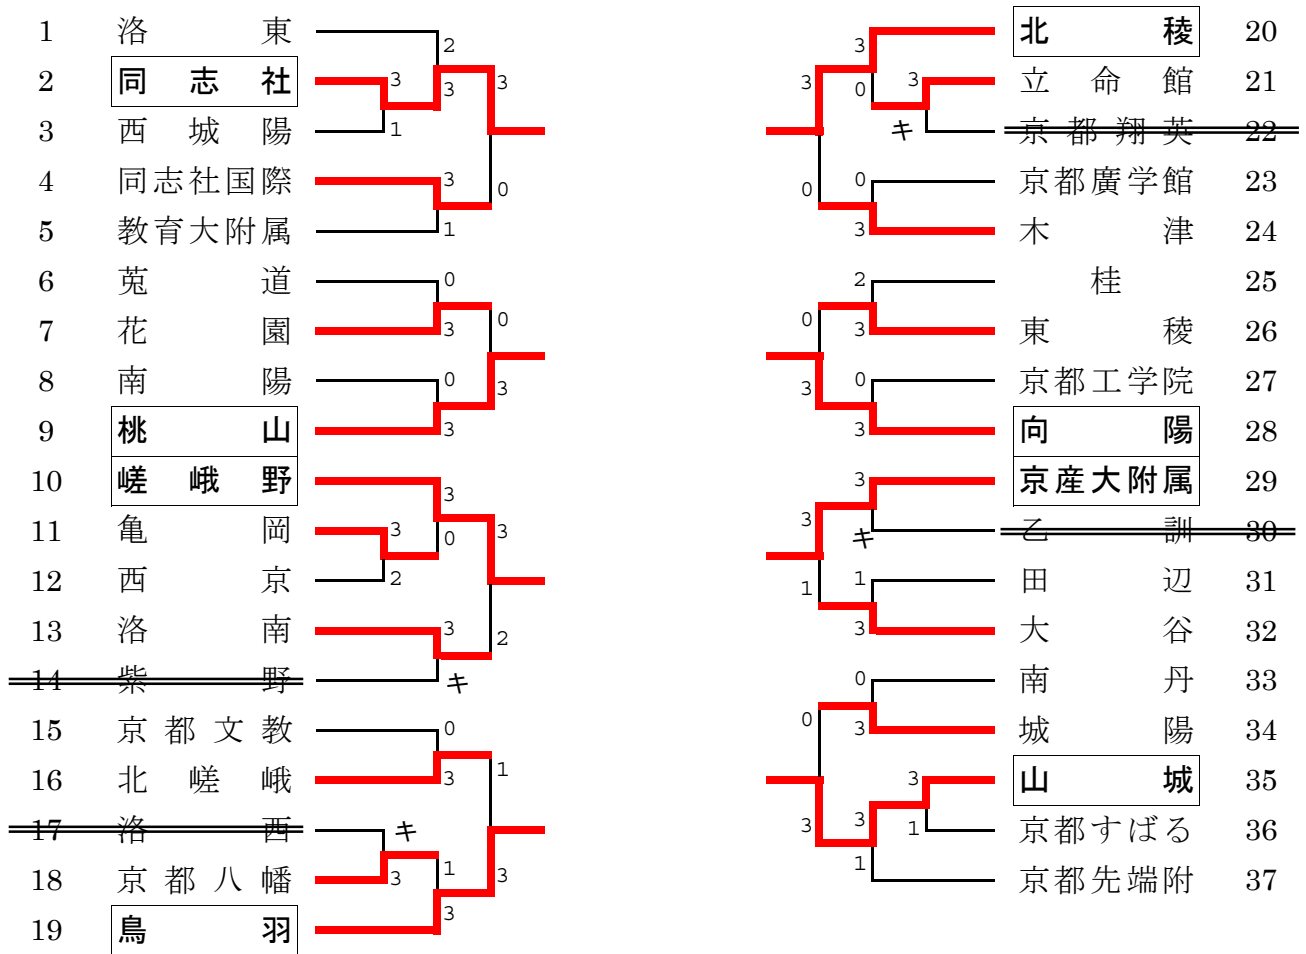 1 洛東
2 同志社
3 西城陽
4 同志社国際
5 教育大附属
6 莵道
7 花園
8 南陽
9 桃山
10 嵯峨野
11 亀岡
12 西京
13 洛南
14 紫野
15 京都文教
16 北嵯峨
17 洛西
18 京都八幡
19 鳥羽
2
3
3
1
3
3
1
0
0
3
0
0
3
3
3
0
3
2
3
キ
3
2
0
3
1
キ
3
1
3
3
北稜 20
立命館 21
京都翔英 22
京都廣学館 23
木津 24
桂 25
東稜 26
京都工学院 27
向陽 28
京産大附属 29
乙訓 30
田辺 31
大谷 32
南丹 33
城陽 34
山城 35
京都すばる 36
京都先端附 37
3
3
0
3
キ
0
0
3
2
0
3
3
0
3
3
3
キ
1
1
3
0
0
3
3
3
3
1
1